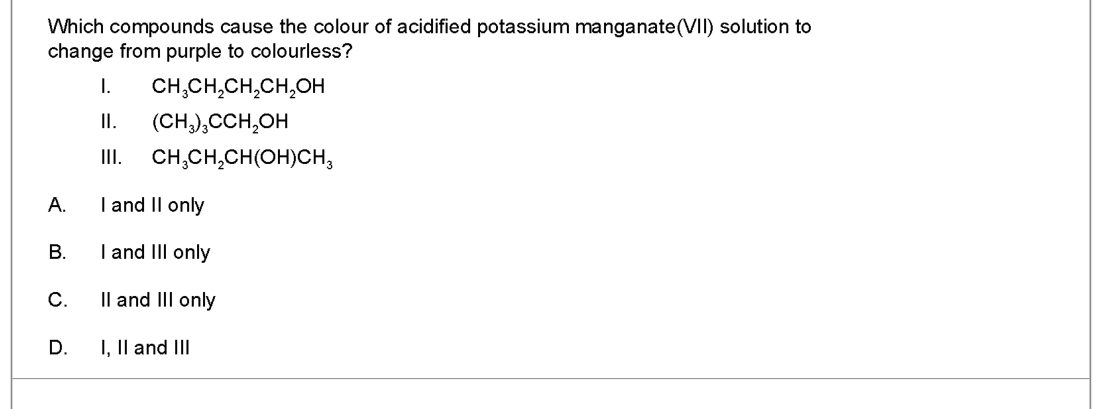 Which compounds cause the colour of acidified potassium manganate(VII) solution to
change from purple to colourless?
I. CH₃CH₂CH₂CH₂OH
II. (CH₃)₃CCH₂OH
III. CH₃CH₂CH(OH)CH₃
A. I and II only
B. I and III only
C. II and III only
D. I, II and III